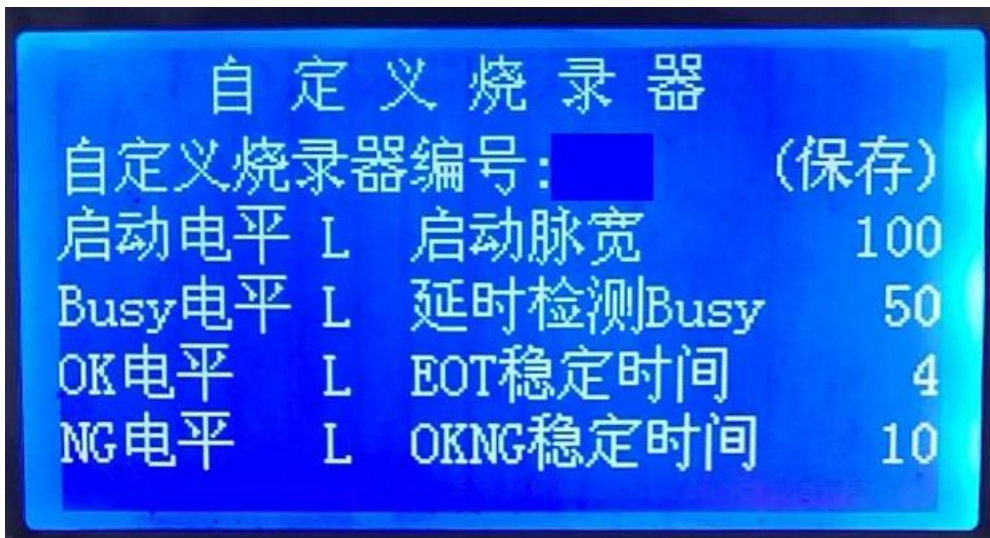 自定义烧录器
自定义烧录器编号: (保存)
启动电平 L 启动脉宽 100
Busy电平 L 延时检测Busy 50
OK电平 L EOT稳定时间 4
NG电平 L OKNG稳定时间 10